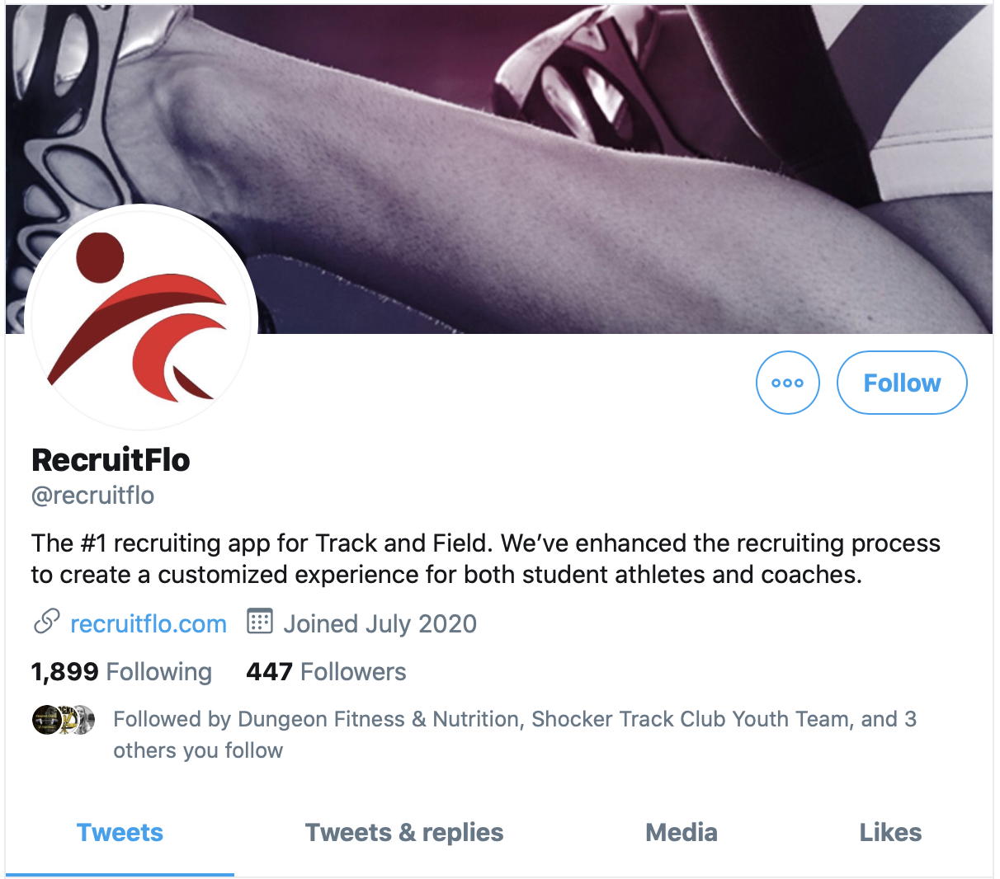 Follow
RecruitFlo
@recruitflo
The #1 recruiting app for Track and Field. We’ve enhanced the recruiting process
to create a customized experience for both student athletes and coaches.
recruitflo.com Joined July 2020
1,899 Following 447 Followers
Followed by Dungeon Fitness & Nutrition, Shocker Track Club Youth Team, and 3
others you follow
Tweets Tweets & replies Media Likes